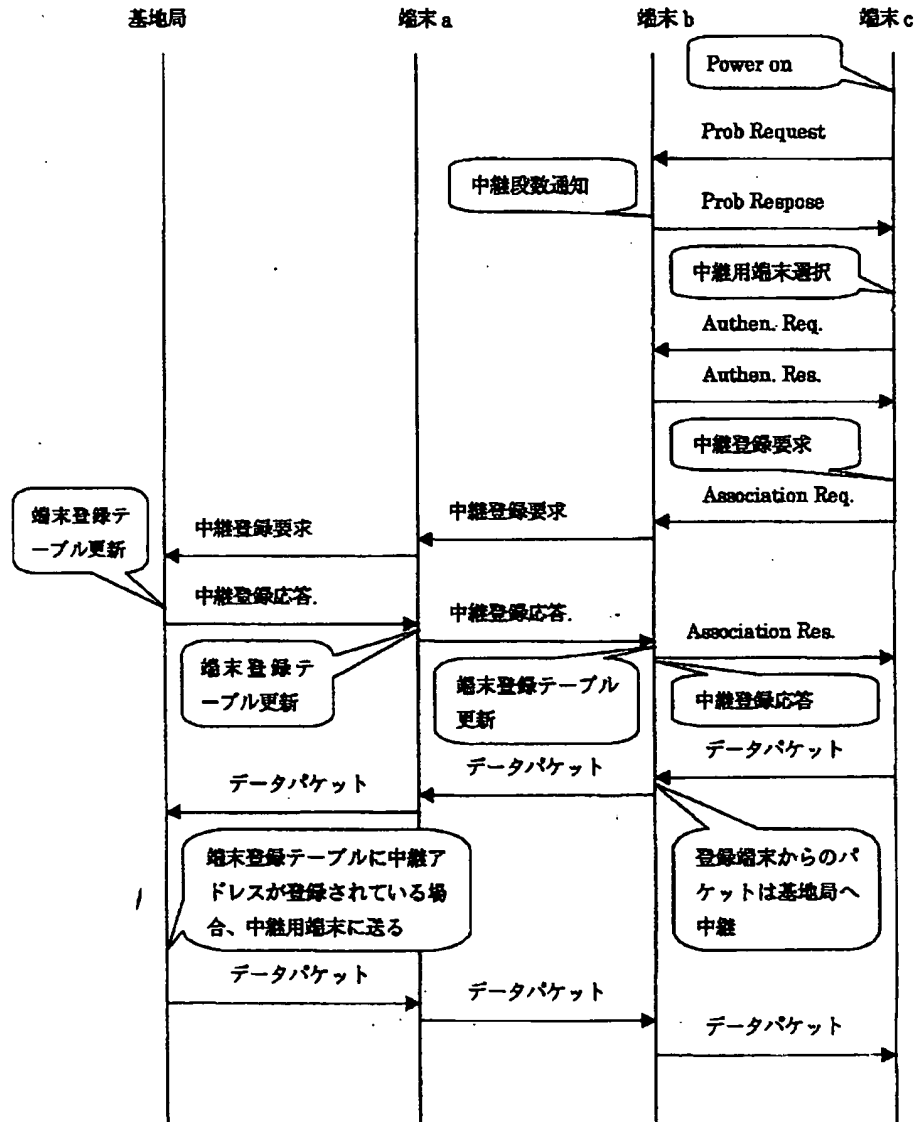 基地局
端末 a
端末 b
端末 c
Power on
Prob Request
中継段数通知
Prob Respose
中継用端末選択
Authen. Req.
Authen. Res.
中継登録要求
Association Req.
中継登録要求
中継登録要求
端末登録テ
ーブル更新
中継登録応答.
中継登録応答.
Association Res.
端末登録テ
ーブル更新
端末登録テーブル
更新
中継登録応答
データパケット
データパケット
データパケット
端末登録テーブルに中継ア
ドレスが登録されている場
合、中継用端末に送る
登録端末からのパ
ケットは基地局へ
中継
データパケット
データパケット
データパケット